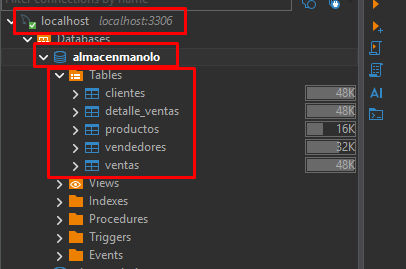 Filter connections by name
localhost localhost:3306
Databases
almacenmanolo
Tables
clientes 48K
detalle_ventas 48K
productos 16K
vendedores 32K
ventas 48K
Views
Indexes
Procedures
Triggers
Events
AI